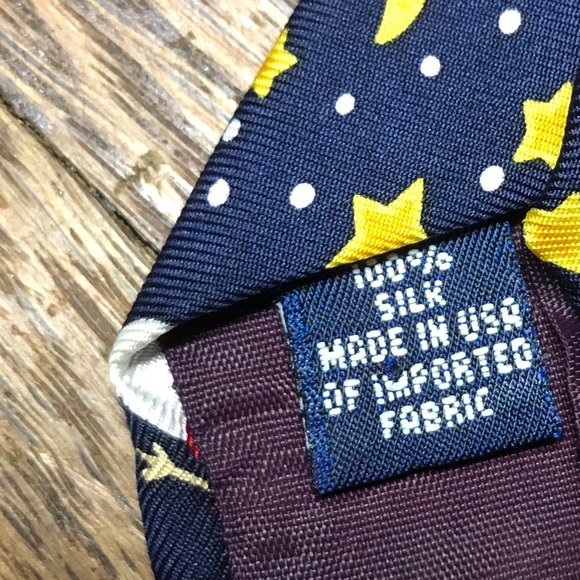 100%
SILK
MADE IN USA
OF IMPORTED
FABRIC